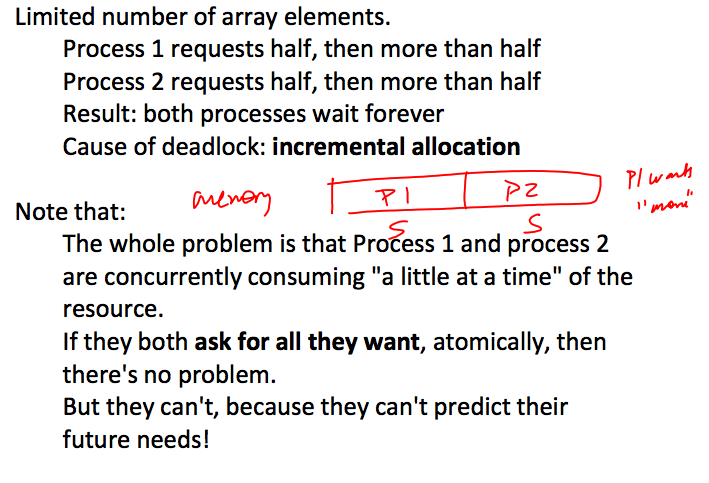 Limited number of array elements.
Process 1 requests half, then more than half
Process 2 requests half, then more than half
Result: both processes wait forever
Cause of deadlock: incremental allocation
memory P1 P2 P1 wants
"more"
Note that:
S S
The whole problem is that Process 1 and process 2
are concurrently consuming "a little at a time" of the
resource.
If they both ask for all they want, atomically, then
there's no problem.
But they can't, because they can't predict their
future needs!